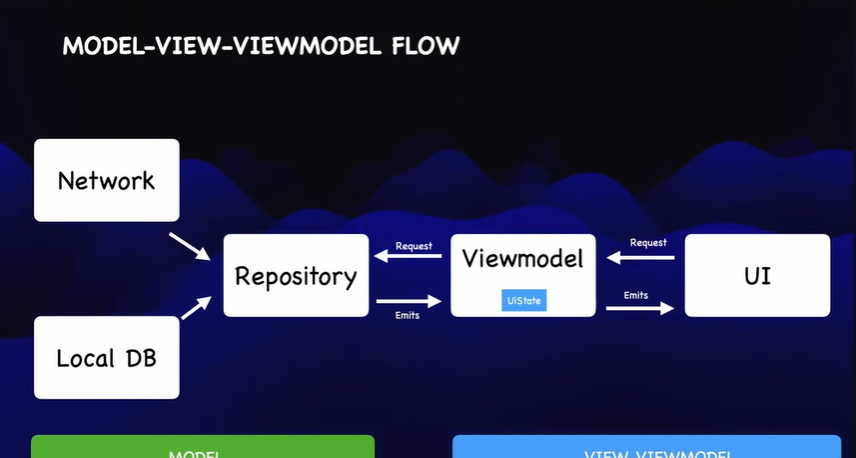 MODEL-VIEW-VIEWMODEL FLOW
Network
Local DB
Repository
Request
Emits
Viewmodel
UiState
Request
Emits
UI
MODEL
VIEW VIEWMODEL